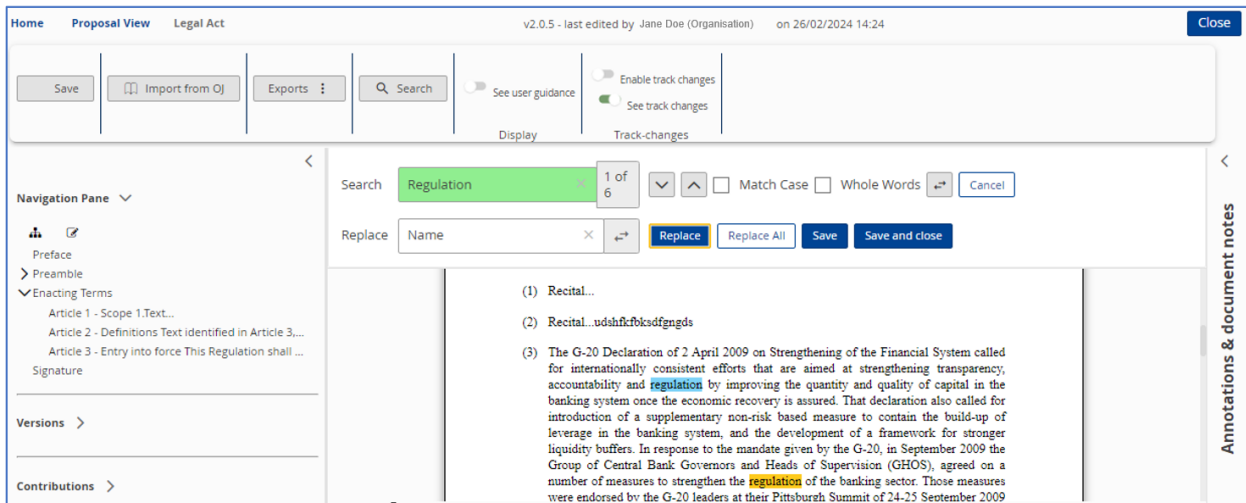 Home Proposal View Legal Act v2.0.5 - last edited by Jane Doe (Organisation) on 26/02/2024 14:24 Close
Save Import from OJ Exports Search See user guidance Enable track changes
See track changes
Display Track-changes
Navigation Pane
Preface
Preamble
Enacting Terms
Article 1 - Scope 1.Text...
Article 2 - Definitions Text identified in Article 3,...
Article 3 - Entry into force This Regulation shall ...
Signature
Versions
Contributions
Search Regulation 1 of 6 Match Case Whole Words Cancel
Replace Name Replace Replace All Save Save and close
(1) Recital...
(2) Recital...udshfkfbksdfgngds
(3) The G-20 Declaration of 2 April 2009 on Strengthening of the Financial System called
for internationally consistent efforts that are aimed at strengthening transparency,
accountability and regulation by improving the quantity and quality of capital in the
banking system once the economic recovery is assured. That declaration also called for
introduction of a supplementary non-risk based measure to contain the build-up of
leverage in the banking system, and the development of a framework for stronger
liquidity buffers. In response to the mandate given by the G-20, in September 2009 the
Group of Central Bank Governors and Heads of Supervision (GHOS), agreed on a
number of measures to strengthen the regulation of the banking sector. Those measures
were endorsed by the G-20 leaders at their Pittsburgh Summit of 24-25 September 2009
Annotations & document notes